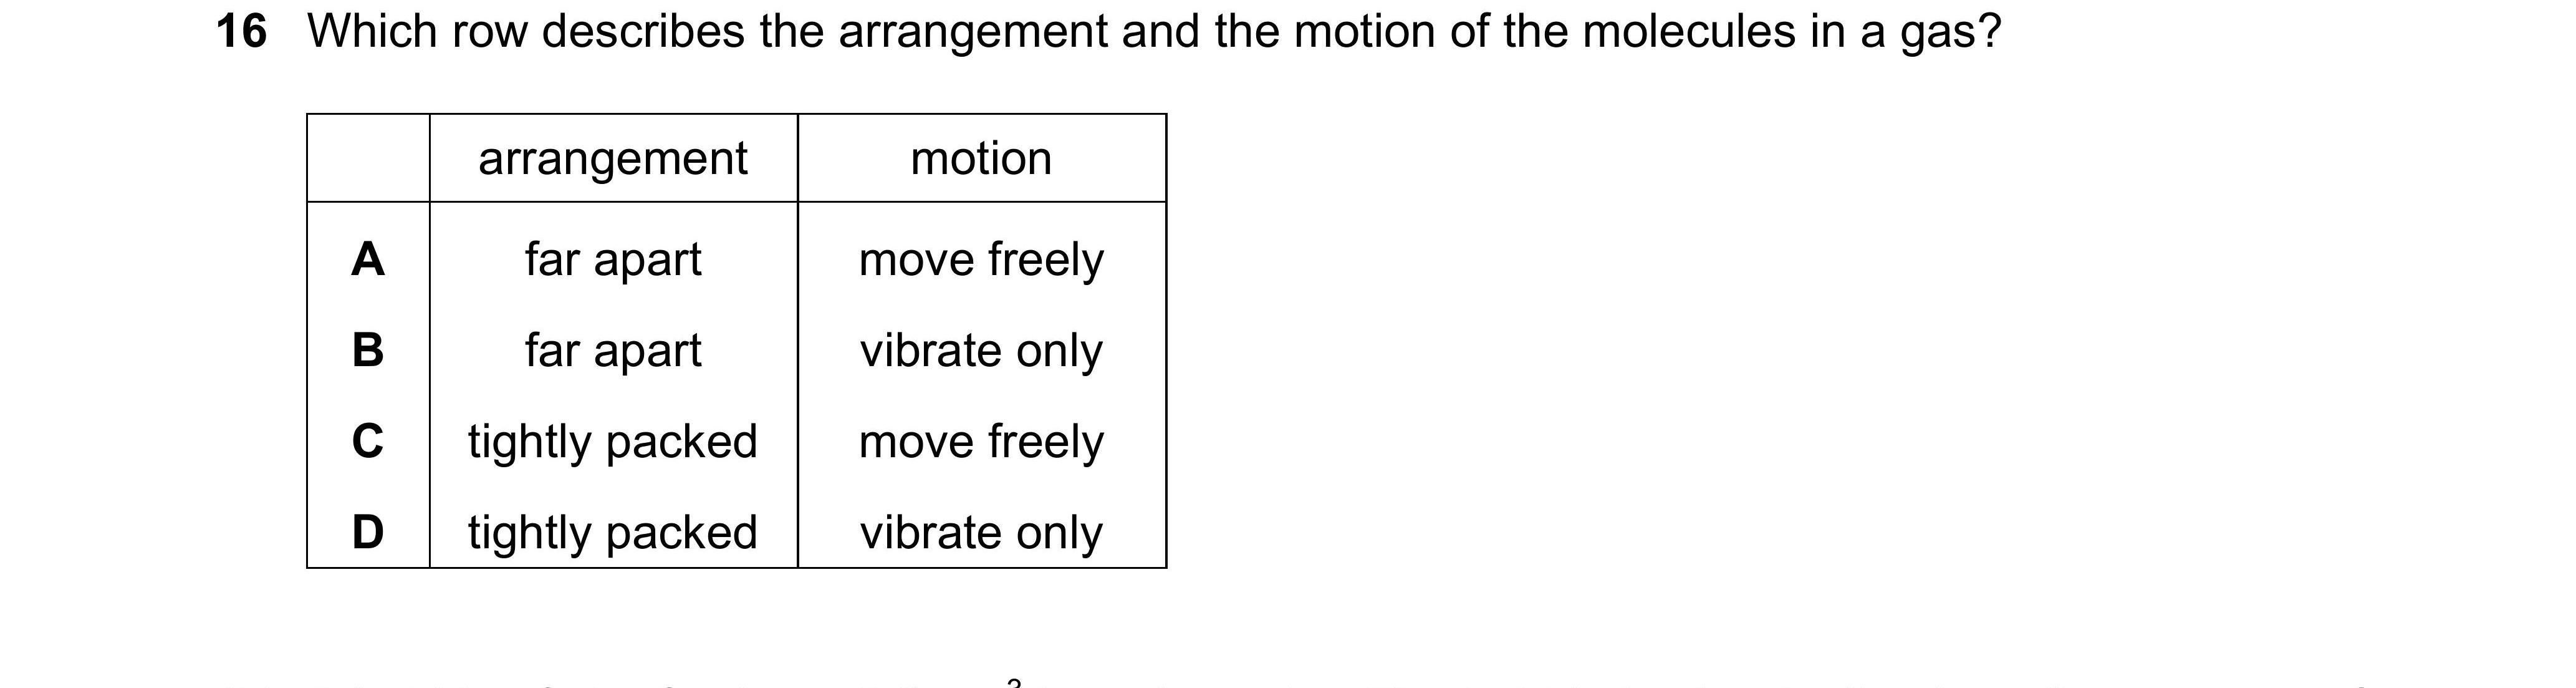 16 Which row describes the arrangement and the motion of the molecules in a gas?
arrangement motion
A far apart move freely
B far apart vibrate only
C tightly packed move freely
D tightly packed vibrate only